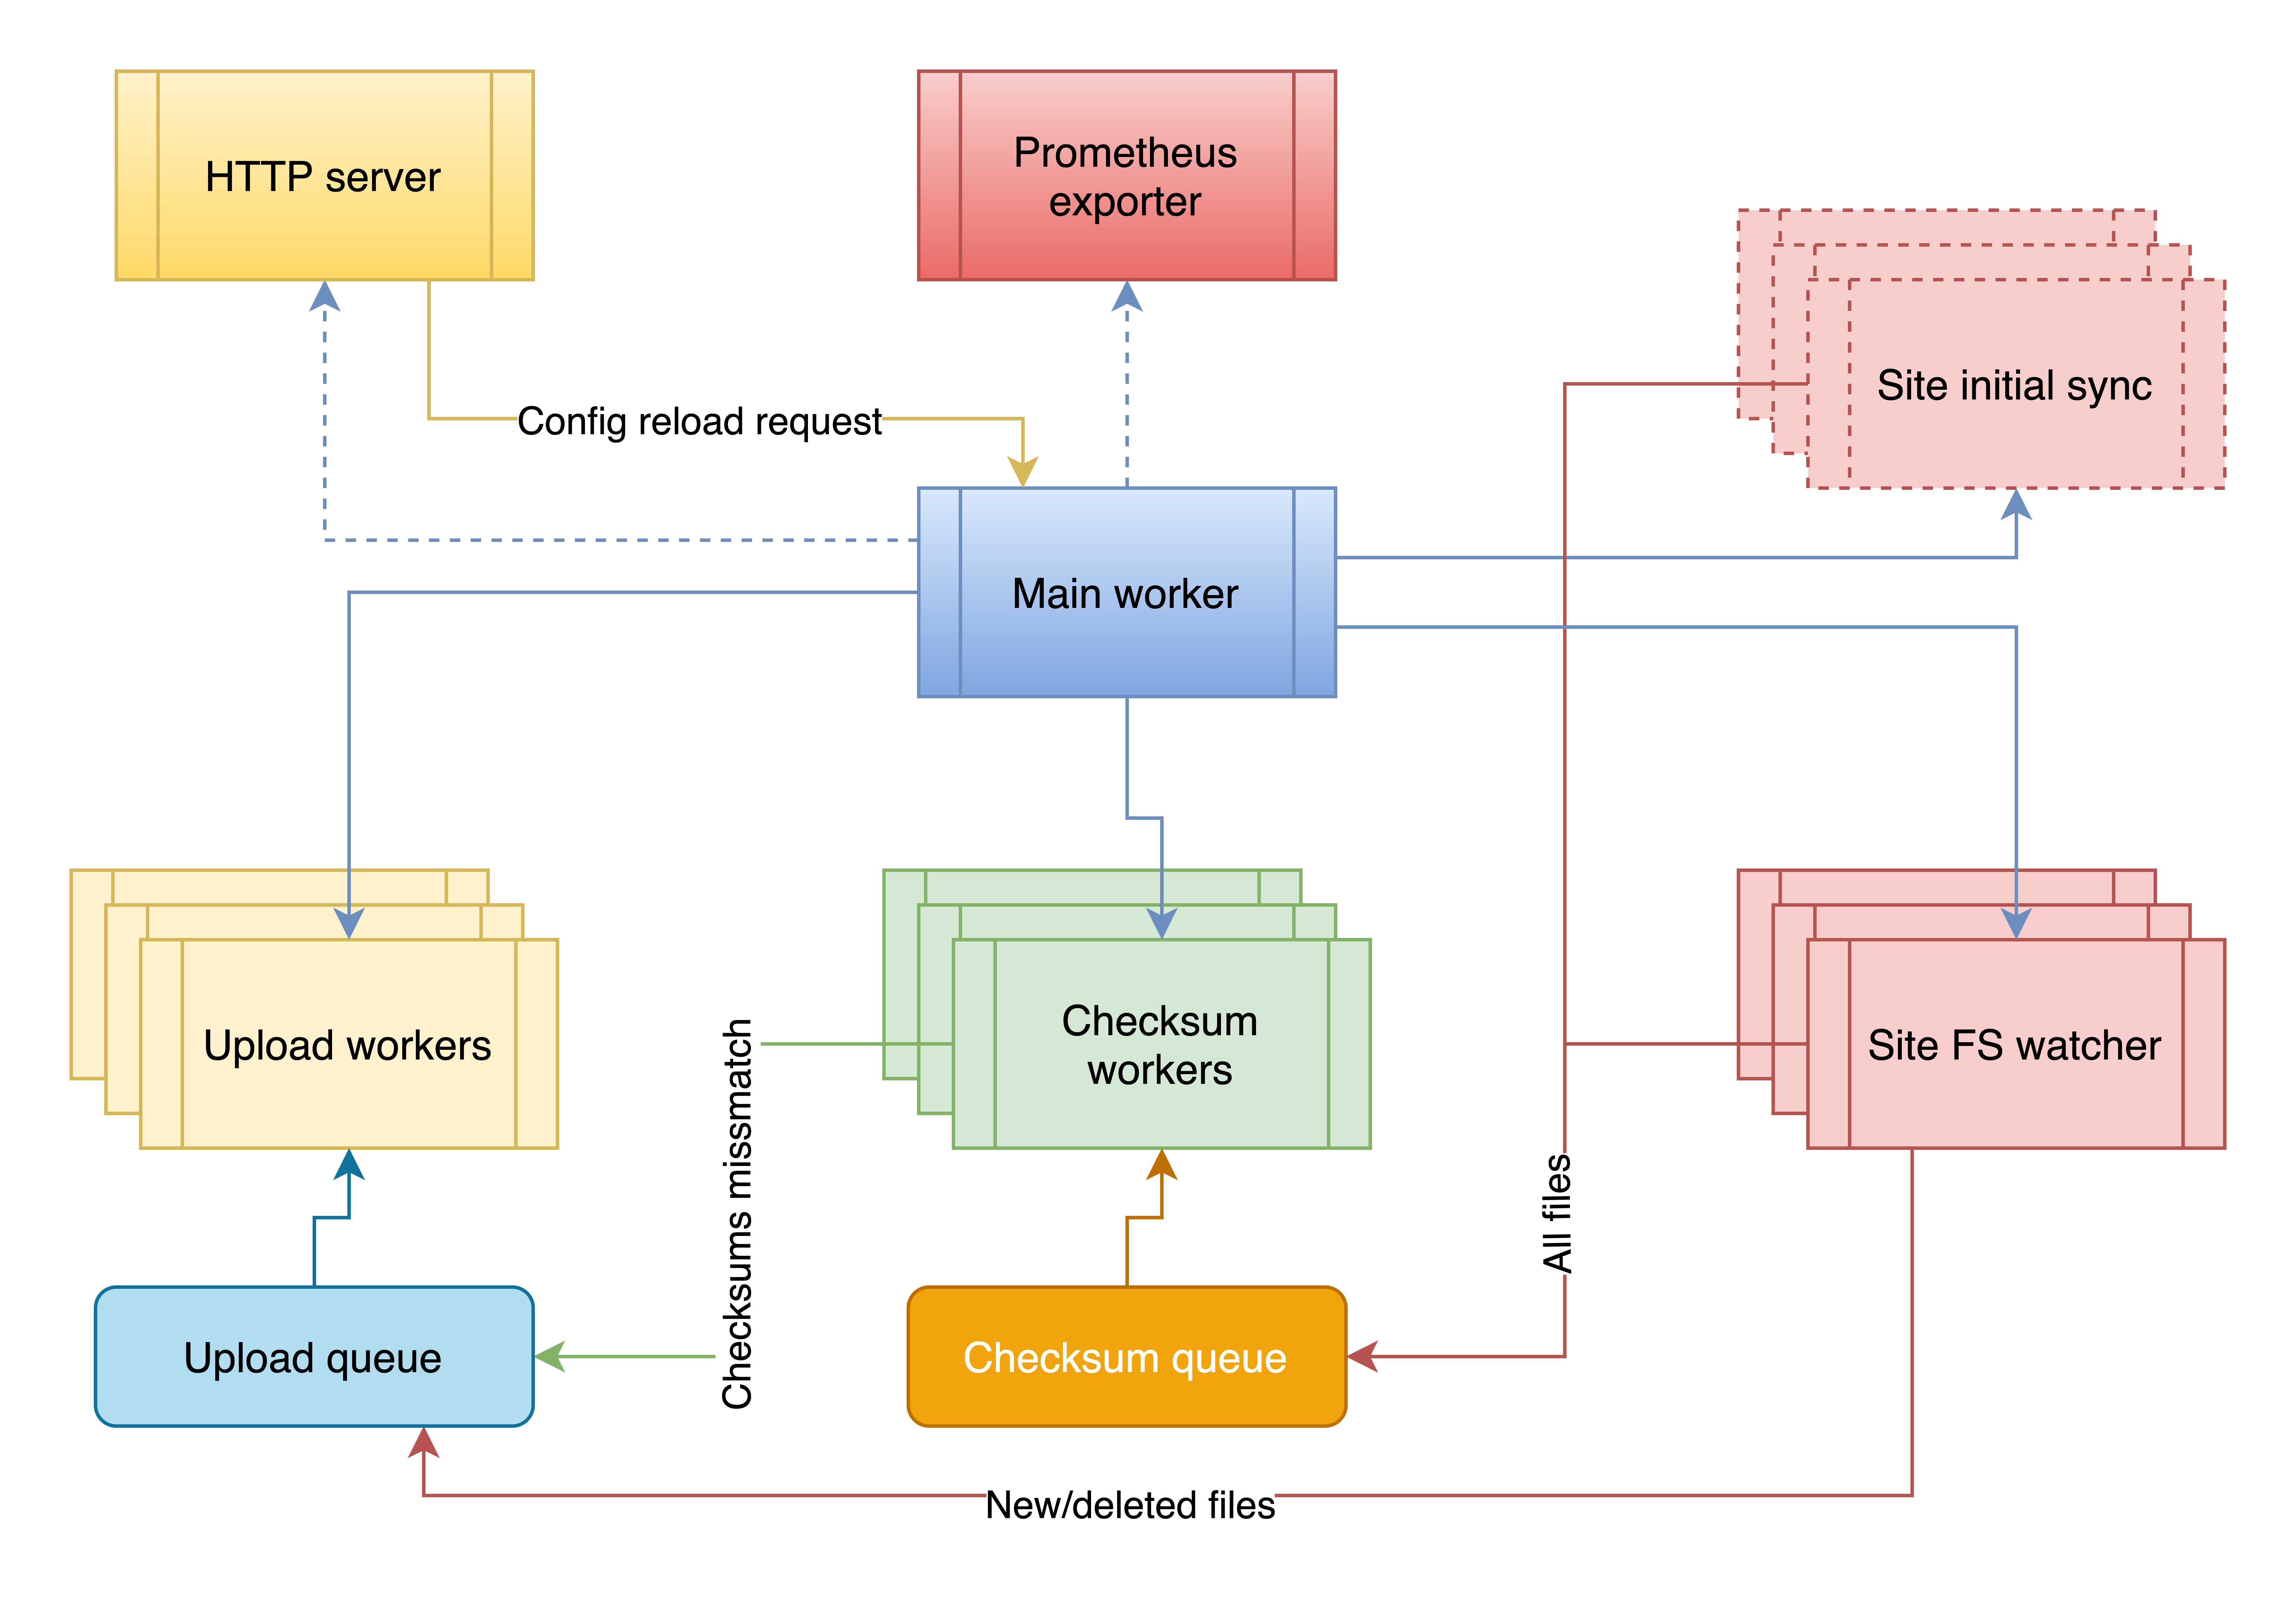 HTTP server
Prometheus
exporter
Site initial sync
Config reload request
Main worker
Upload workers
Checksum
workers
Site FS watcher
Checksums missmatch
All files
Upload queue
Checksum queue
New/deleted files